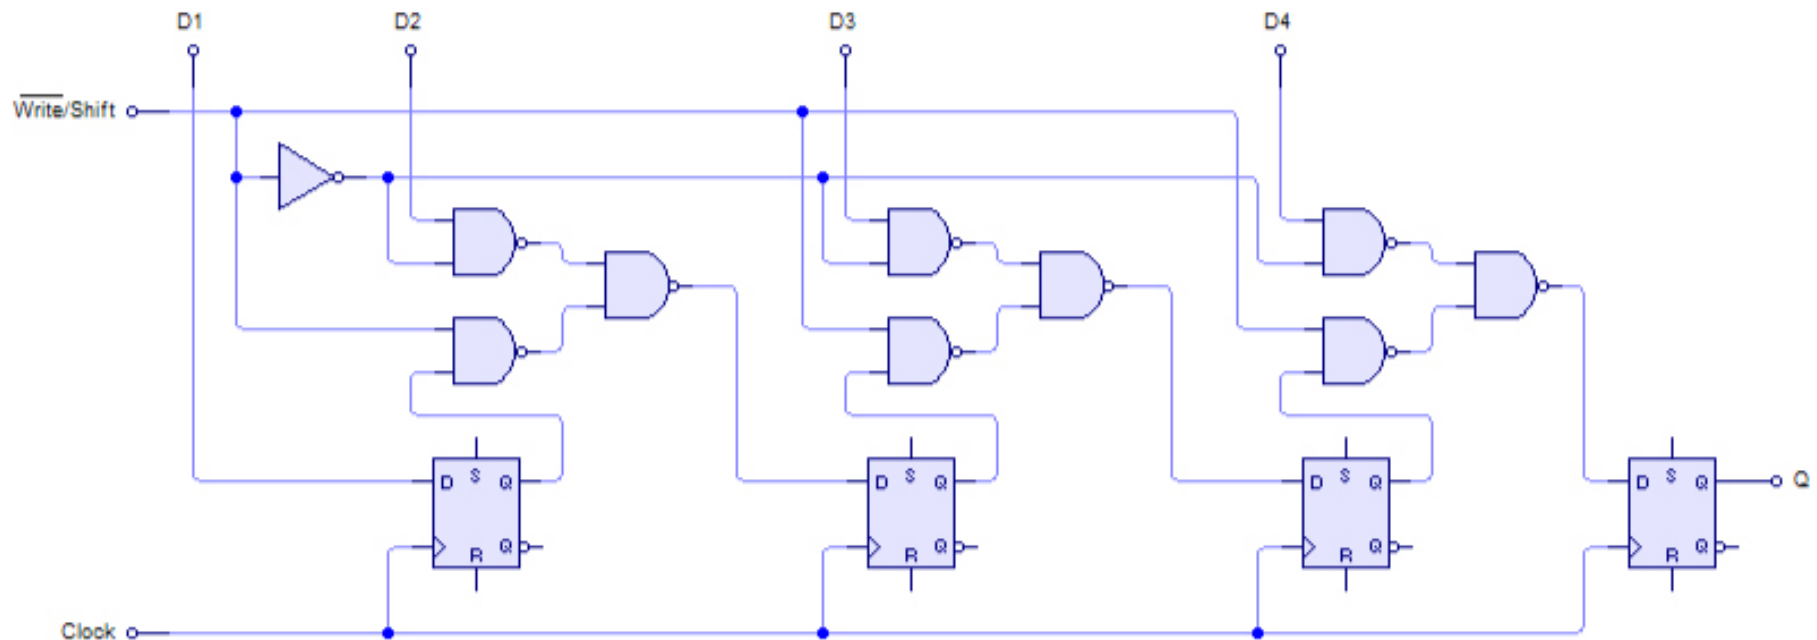 D1
D2
D3
D4
Write/Shift
D S Q
R Q
D S Q
R Q
D S Q
R Q
D S Q
R Q
Q
Clock